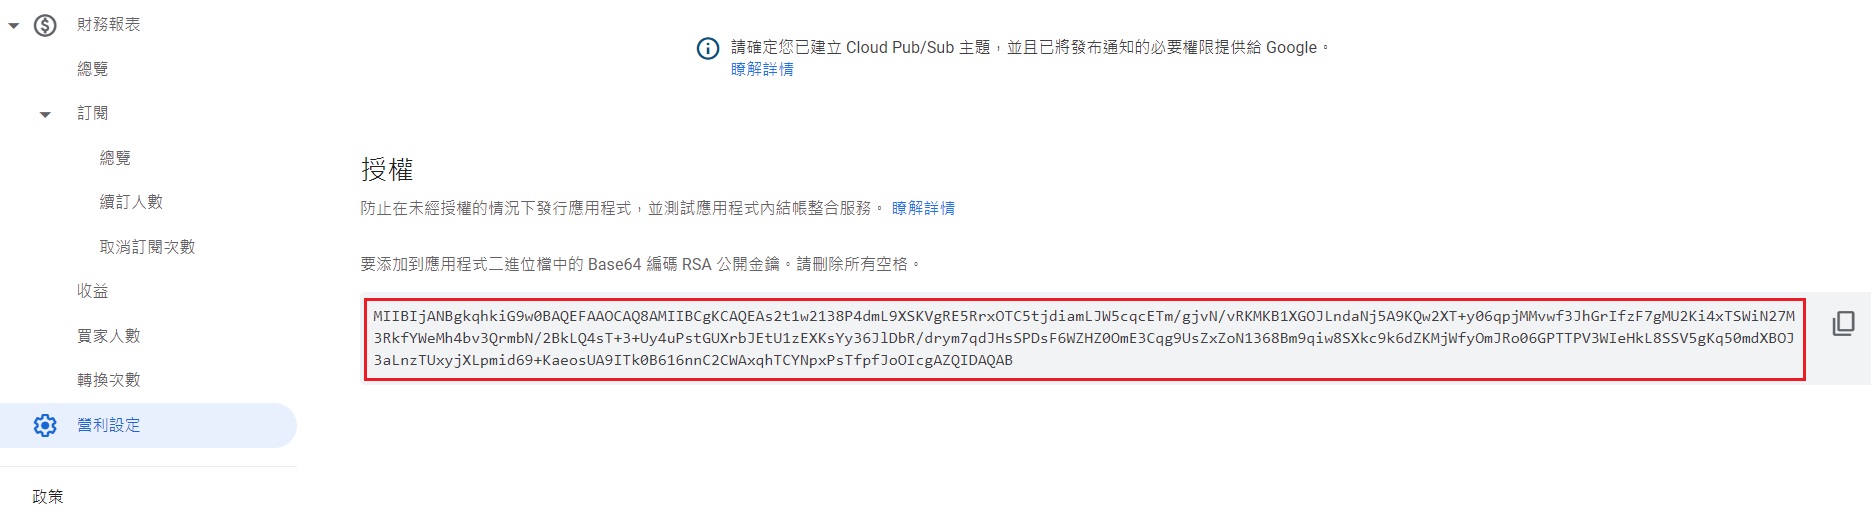 財務報表
總覽
訂閱
總覽
續訂人數
取消訂閱次數
收益
買家人數
轉換次數
營利設定
政策
請確定您已建立 Cloud Pub/Sub 主題，並且已將發布通知的必要權限提供給 Google。
瞭解詳情
授權
防止在未經授權的情況下發行應用程式，並測試應用程式內結帳整合服務。 瞭解詳情
要添加到應用程式二進位檔中的 Base64 編碼 RSA 公開金鑰。請刪除所有空格。
MIIBIjANBgkqhkiG9w0BAQEFAAOCAQ8AMIIBCgKCAQEAs2t1w2138P4dmL9XSKVgRE5RrxOTC5tjdiamLJW5cqcETm/gjvN/vRKMKB1XGOJLndaNj5A9KQw2XT+y06qpjMMvwf3JhGrIfzF7gMU2Ki4xTSWiN27M
3RkfYWeMh4bv3QrmbN/2BkLQ4sT+3+Uy4uPstGUXrbJEtU1zEXKsYy36JlDbR/drym7qdJHsSPDsF6WZHZ0OmE3Cqg9UsZxZoN1368Bm9qiw8SXkc9k6dZKMjWfyOmJRo06GPTTPV3WIeHkL8SSV5gKq50mdXBOJ
3aLnzTUxyjXLpmid69+KaeosUA9ITk0B616nnC2CWAxqhTCYNpxPsTfpfJoOIcgAZQIDAQAB